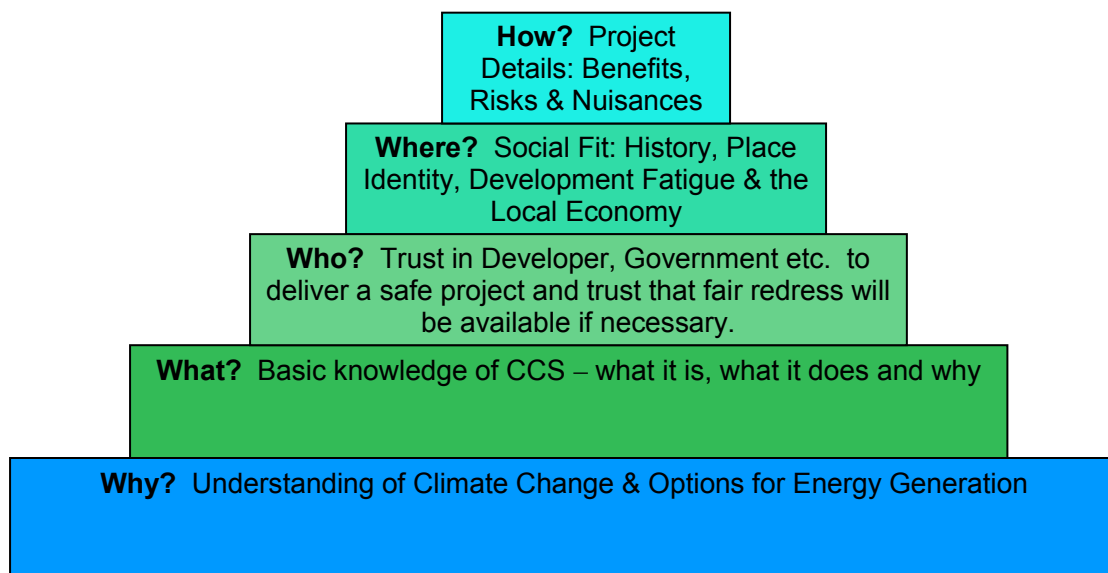 How? Project
Details: Benefits,
Risks & Nuisances
Where? Social Fit: History, Place
Identity, Development Fatigue & the
Local Economy
Who? Trust in Developer, Government etc. to
deliver a safe project and trust that fair redress will
be available if necessary.
What? Basic knowledge of CCS – what it is, what it does and why
Why? Understanding of Climate Change & Options for Energy Generation